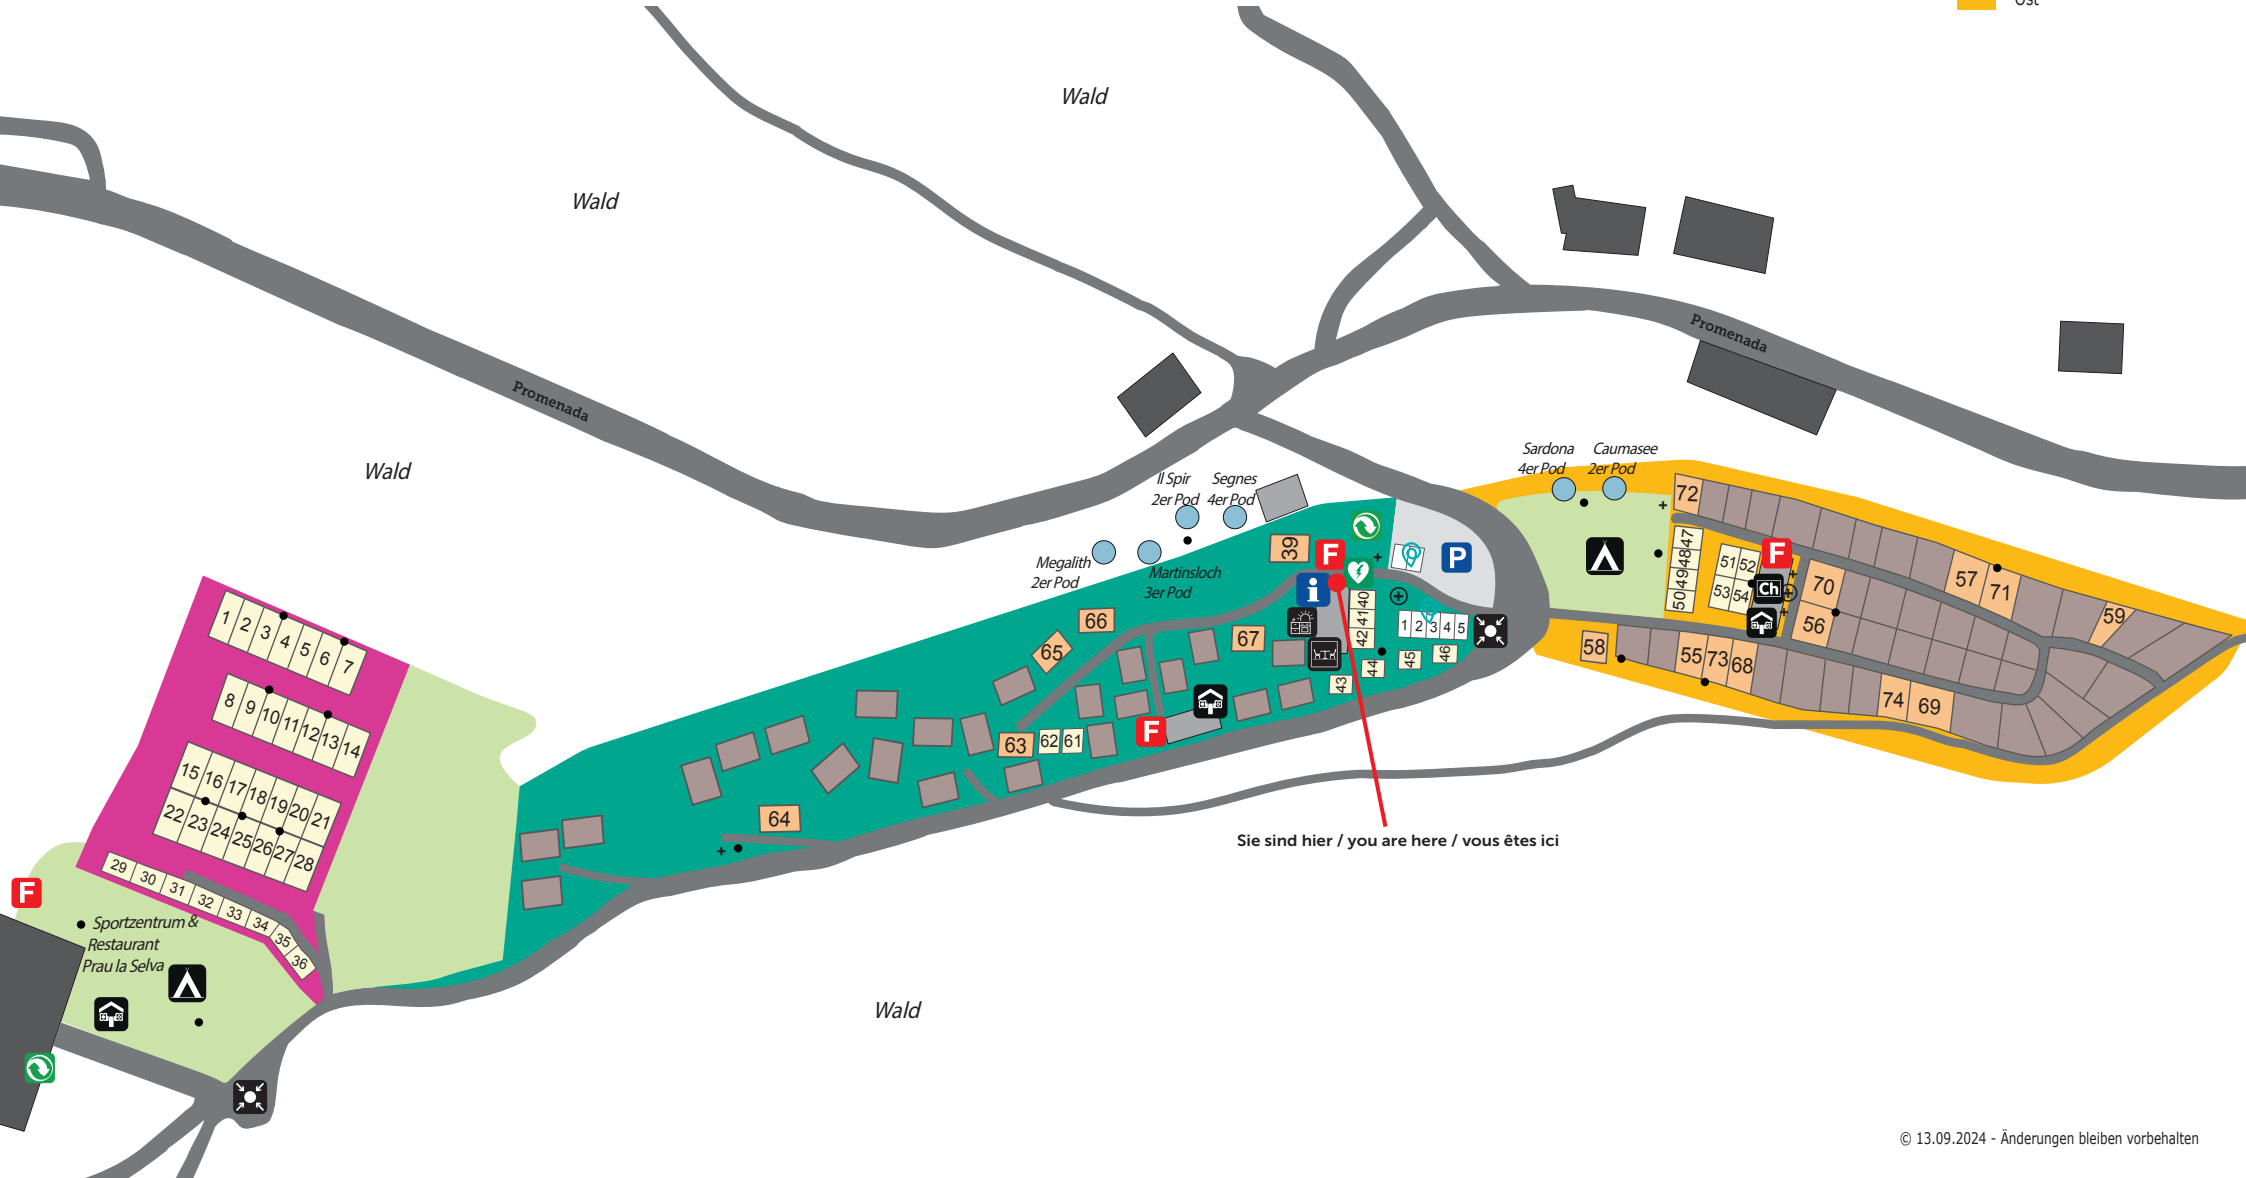 Ost
Wald
Wald
Wald
Wald
Promenada
Promenada
Sardona
4er Pod
Caumasee
2er Pod
Il Spir
2er Pod
Segnes
4er Pod
Megalith
2er Pod
Martinsloch
3er Pod
1 2 3 4 5 6 7
8 9 10 11 12 13 14
15 16 17 18 19 20 21
22 23 24 25 26 27 28
29 30 31 32 33 34 35 36
F
Sportzentrum &
Restaurant
Prau la Selva
39
F
i
P
40
41
42
1 2 3 4 5
43
44
45
46
66
65
67
63
62 61
64
F
72
47
48
49
50
51 52
53 54
F
Ch
70
56
57 71
59
58
55 73 68
74 69
Sie sind hier / you are here / vous êtes ici
© 13.09.2024 - Änderungen bleiben vorbehalten